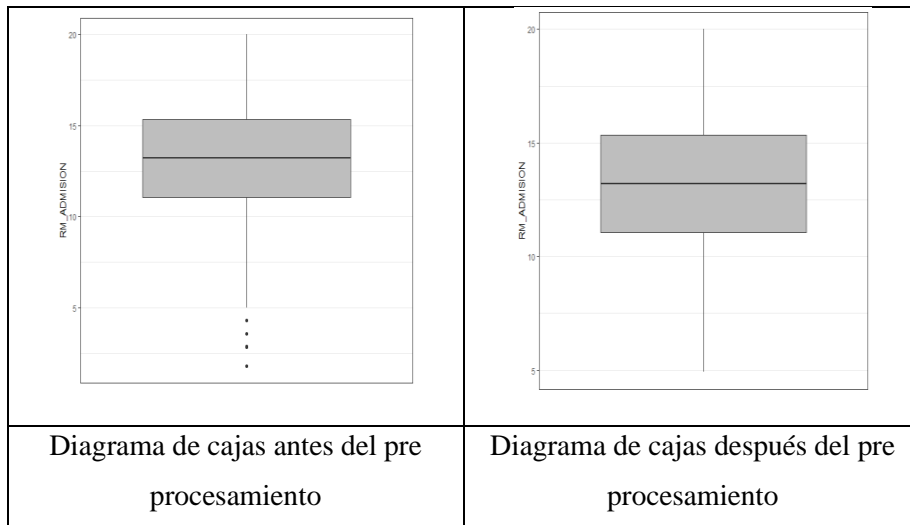 20
15
10
5
RM_ADMISION
20
15
10
5
RM_ADMISION
Diagrama de cajas antes del pre
procesamiento
Diagrama de cajas después del pre
procesamiento